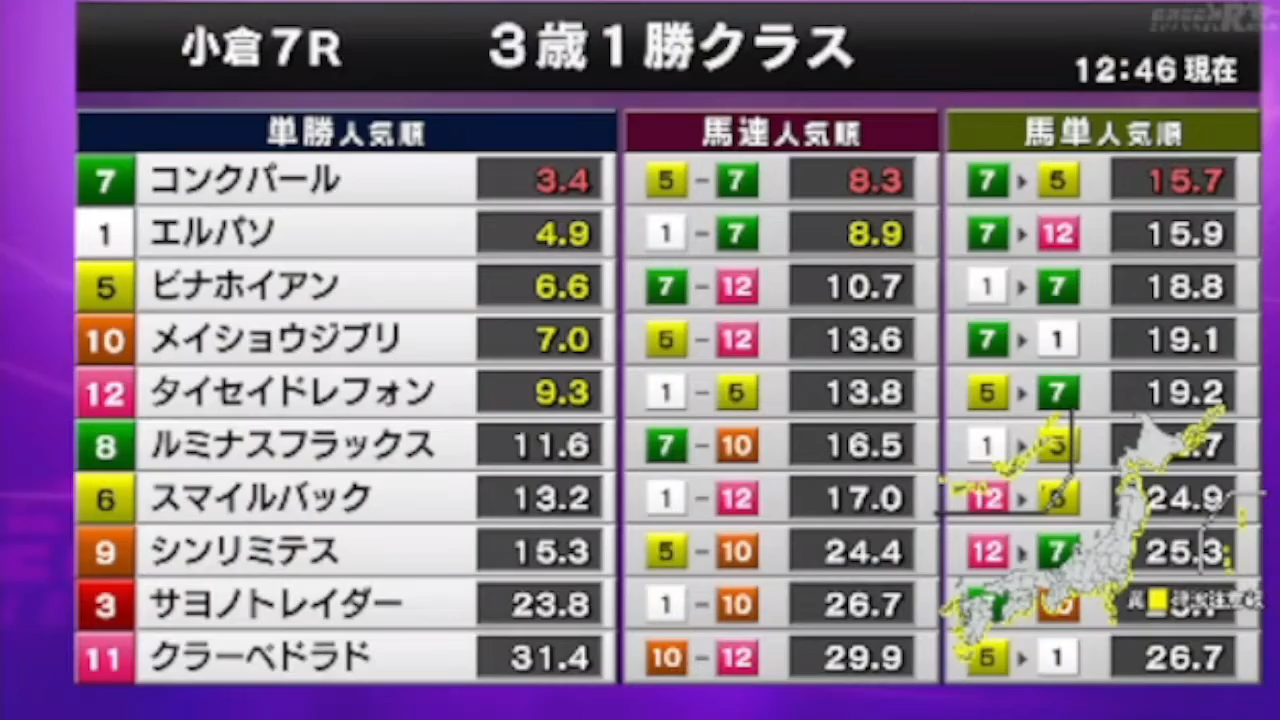 小倉7R 3歳1勝クラス
12:46現在
単勝人気順 馬連人気順 馬単人気順
7 コンクパール 3.4 5-7 8.3 7 5 15.7
1 エルバソ 4.9 1-7 8.9 7 12 15.9
5 ビナホイアン 6.6 7-12 10.7 1 7 18.8
10 メイショウジブリ 7.0 5-12 13.6 7 1 19.1
12 タイセイドレフォン 9.3 1-5 13.8 5 7 19.2
8 ルミナスフラックス 11.6 7-10 16.5 1
6 スマイルバック 13.2 1-12 17.0 12 24.9
9 シンリミテス 15.3 5-10 24.4 12 7 25.3
3 サヨノトレイダー 23.8 1-10 26.7 7
11 クラーベドラド 31.4 10-12 29.9 5 1 26.7